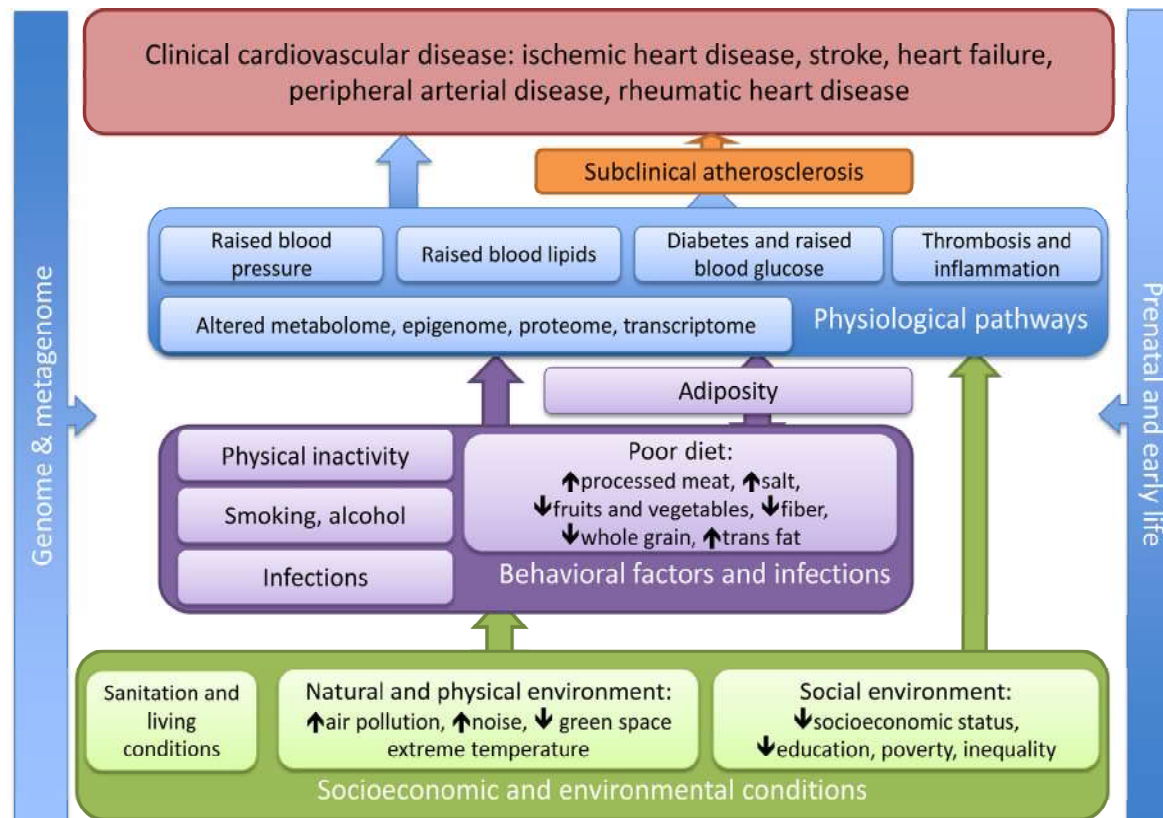 Clinical cardiovascular disease: ischemic heart disease, stroke, heart failure,
peripheral arterial disease, rheumatic heart disease
Subclinical atherosclerosis
Raised blood
pressure
Raised blood lipids
Diabetes and raised
blood glucose
Thrombosis and
inflammation
Altered metabolome, epigenome, proteome, transcriptome
Physiological pathways
Adiposity
Physical inactivity
Smoking, alcohol
Infections
Poor diet:
↑processed meat, ↑salt,
↓fruits and vegetables, ↓fiber,
↓whole grain, ↑trans fat
Behavioral factors and infections
Sanitation and
living
conditions
Natural and physical environment:
↑air pollution, ↑noise, ↓ green space
extreme temperature
Social environment:
↓socioeconomic status,
↓education, poverty, inequality
Socioeconomic and environmental conditions
Genome & metagenome
Prenatal and early life